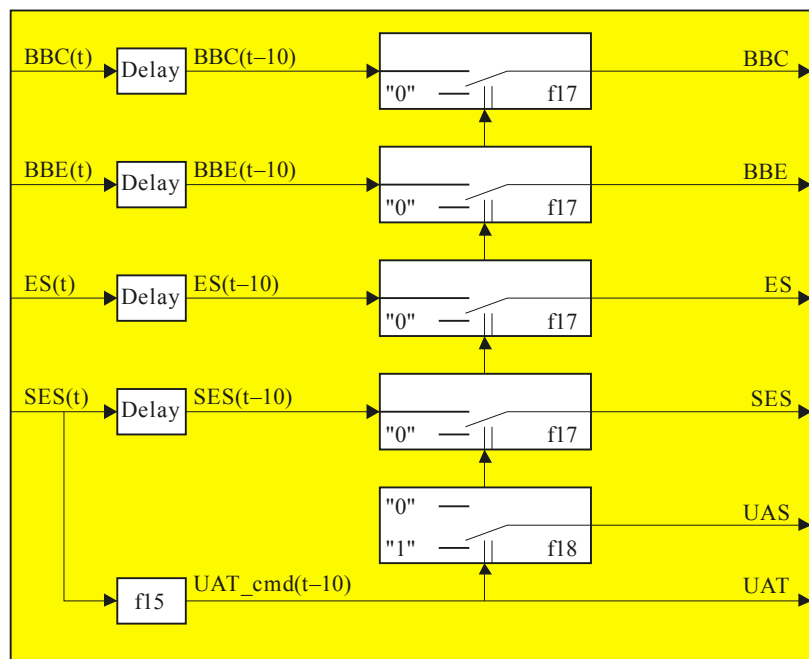 BBC(t) Delay BBC(t–10) BBC
"0" f17
BBE(t) Delay BBE(t–10) BBE
"0" f17
ES(t) Delay ES(t–10) ES
"0" f17
SES(t) Delay SES(t–10) SES
"0" f17
"0" UAS
"1" f18
f15 UAT_cmd(t–10) UAT